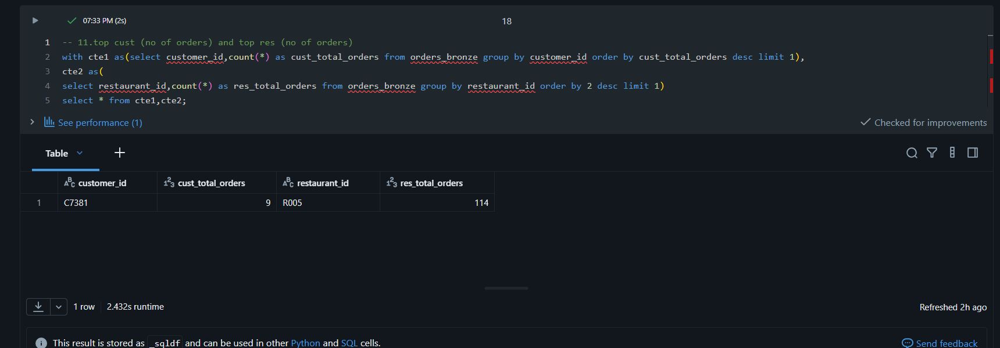 07:33 PM (2s)
18
1 -- 11.top cust (no of orders) and top res (no of orders)
2 with cte1 as(select customer_id,count(*) as cust_total_orders from orders_bronze group by customer_id order by cust_total_orders desc limit 1),
3 cte2 as(
4 select restaurant_id,count(*) as res_total_orders from orders_bronze group by restaurant_id order by 2 desc limit 1)
5 select * from cte1,cte2;
See performance (1)
Checked for improvements
Table
customer_id cust_total_orders restaurant_id res_total_orders
1 C7381 9 R005 114
1 row 2.432s runtime
Refreshed 2h ago
This result is stored as _sqldf and can be used in other Python and SQL cells.
Send feedback